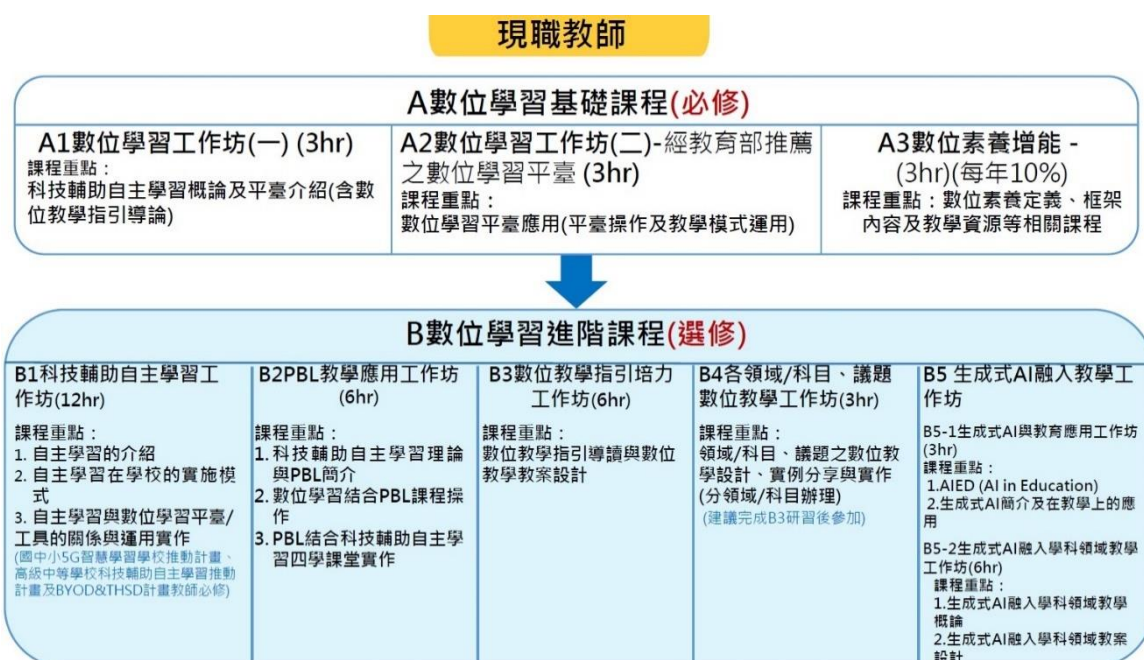 現職教師
A數位學習基礎課程(必修)
A1數位學習工作坊(一) (3hr)
課程重點：
科技輔助自主學習概論及平臺介紹(含數
位教學指引導論)
A2數位學習工作坊(二)-經教育部推薦
之數位學習平臺 (3hr)
課程重點：
數位學習平臺應用(平臺操作及教學模式運用)
A3數位素養增能 -
(3hr)(每年10%)
課程重點：數位素養定義、框架
內容及教學資源等相關課程
B數位學習進階課程(選修)
B1科技輔助自主學習工
作坊(12hr)
課程重點：
1. 自主學習的介紹
2. 自主學習在學校的實施模
式
3. 自主學習與數位學習平臺/
工具的關係與運用實作
(國中小5G智慧學習學校推動計畫、
高級中等學校科技輔助自主學習推動
計畫及BYOD&THSD計畫教師必修)
B2PBL教學應用工作坊
(6hr)
課程重點：
1. 科技輔助自主學習理論
與PBL簡介
2. 數位學習結合PBL課程操
作
3. PBL結合科技輔助自主學
習四學課堂實作
B3數位教學指引培力
工作坊(6hr)
課程重點：
數位教學指引導讀與數位
教學教案設計
B4各領域/科目、議題
數位教學工作坊(3hr)
課程重點：
領域/科目、議題之數位教
學設計、實例分享與實作
(分領域/科目辦理)
(建議完成B3研習後參加)
B5 生成式AI融入教學工
作坊
B5-1生成式AI與教育應用工作坊
(3hr)
課程重點：
1.AIED (AI in Education)
2.生成式AI簡介及在教學上的應
用
B5-2生成式AI融入學科領域教學
工作坊(6hr)
課程重點：
1.生成式AI融入學科領域教學
概論
2.生成式AI融入學科領域教案
設計